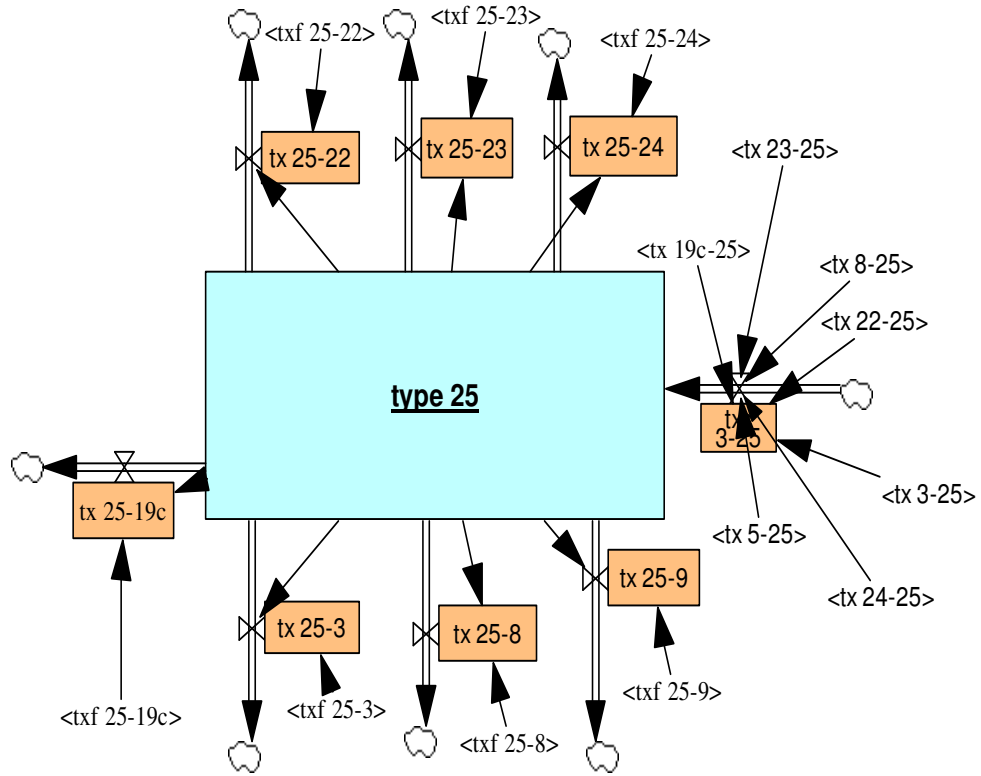 <txf 25-22>
<txf 25-23>
<txf 25-24>
tx 25-22
tx 25-23
tx 25-24
<tx 23-25>
<tx 19c-25>
<tx 8-25>
<tx 22-25>
type 25
tx
3-25
<tx 3-25>
tx 25-19c
<tx 5-25>
<tx 24-25>
tx 25-9
tx 25-3
tx 25-8
<txf 25-9>
<txf 25-3>
<txf 25-19c>
<txf 25-8>